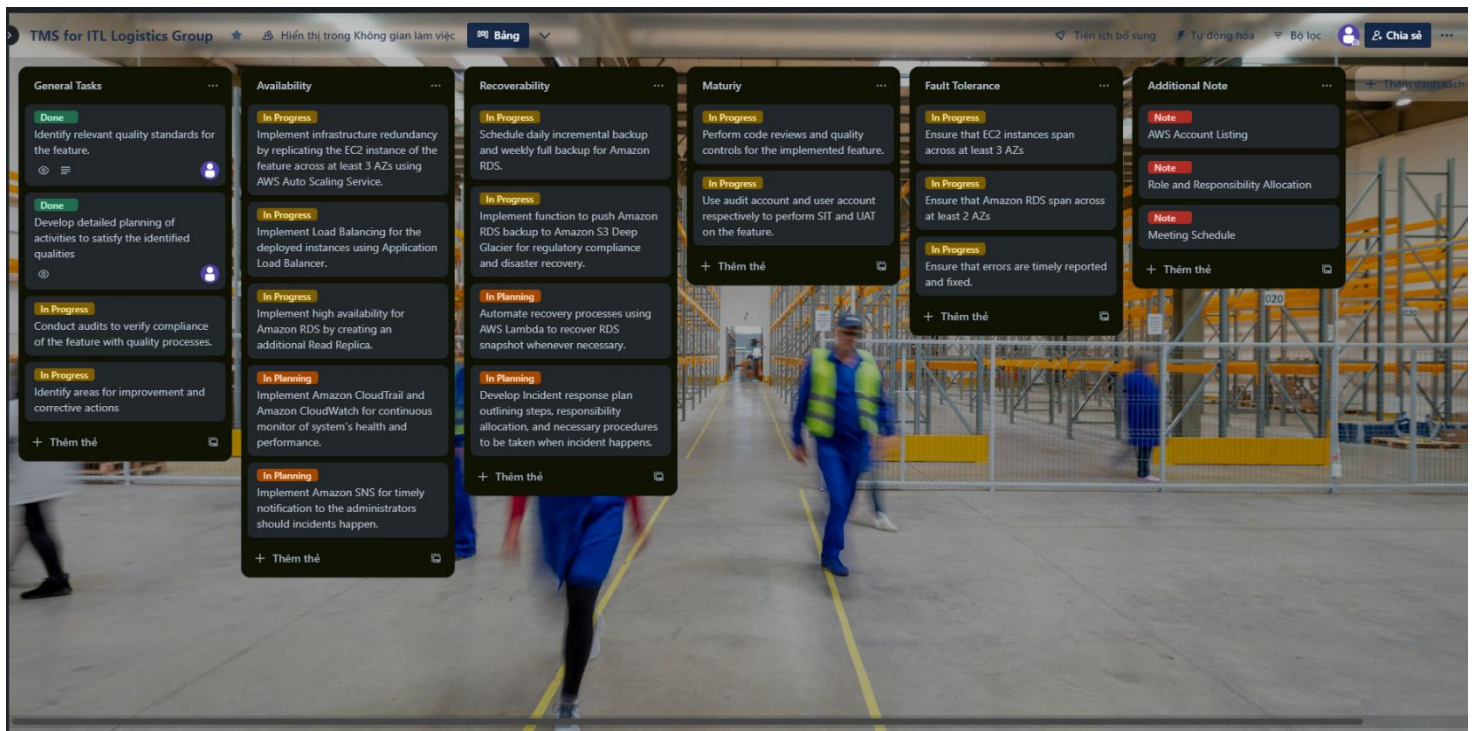 TMS for ITL Logistics Group
Hiển thị trong Không gian làm việc
Bảng
Tiện ích bổ sung
Tự động hóa
Bộ lọc
Chia sẻ
General Tasks
Done
Identify relevant quality standards for
the feature.
Done
Develop detailed planning of
activities to satisfy the identified
qualities
In Progress
Conduct audits to verify compliance
of the feature with quality processes.
In Progress
Identify areas for improvement and
corrective actions
+ Thêm thẻ
Availability
In Progress
Implement infrastructure redundancy
by replicating the EC2 instance of the
feature across at least 3 AZs using
AWS Auto Scaling Service.
In Progress
Implement Load Balancing for the
deployed instances using Application
Load Balancer.
In Progress
Implement high availability for
Amazon RDS by creating an
additional Read Replica.
In Planning
Implement Amazon CloudTrail and
Amazon CloudWatch for continuous
monitor of system's health and
performance.
In Planning
Implement Amazon SNS for timely
notification to the administrators
should incidents happen.
+ Thêm thẻ
Recoverability
In Progress
Schedule daily incremental backup
and weekly full backup for Amazon
RDS.
In Progress
Implement function to push Amazon
RDS backup to Amazon S3 Deep
Glacier for regulatory compliance
and disaster recovery.
In Planning
Automate recovery processes using
AWS Lambda to recover RDS
snapshot whenever necessary.
In Planning
Develop Incident response plan
outlining steps, responsibility
allocation, and necessary procedures
to be taken when incident happens.
+ Thêm thẻ
Maturiy
In Progress
Perform code reviews and quality
controls for the implemented feature.
In Progress
Use audit account and user account
respectively to perform SIT and UAT
on the feature.
+ Thêm thẻ
Fault Tolerance
In Progress
Ensure that EC2 instances span
across at least 3 AZs
In Progress
Ensure that Amazon RDS span across
at least 2 AZs
In Progress
Ensure that errors are timely reported
and fixed.
+ Thêm thẻ
Additional Note
Note
AWS Account Listing
Note
Role and Responsibility Allocation
Note
Meeting Schedule
+ Thêm thẻ
+ Thêm danh sách
020